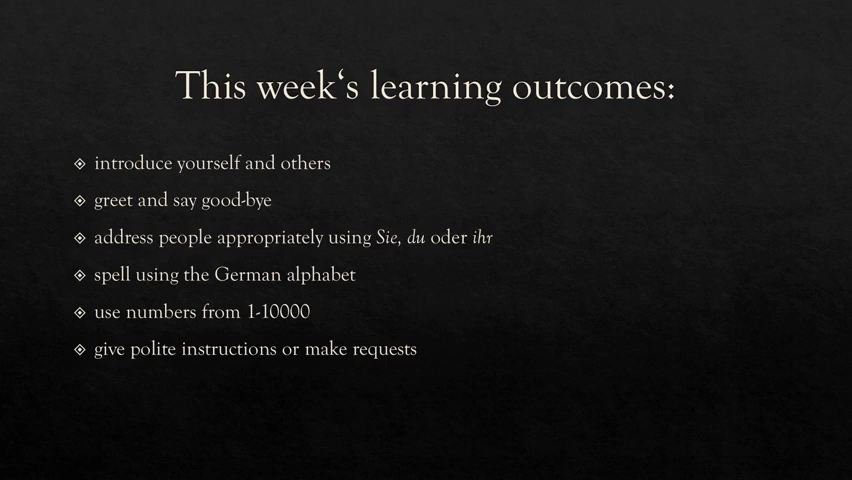 This week‘s learning outcomes:
introduce yourself and others
greet and say good-bye
address people appropriately using Sie, du oder ihr
spell using the German alphabet
use numbers from 1-10000
give polite instructions or make requests